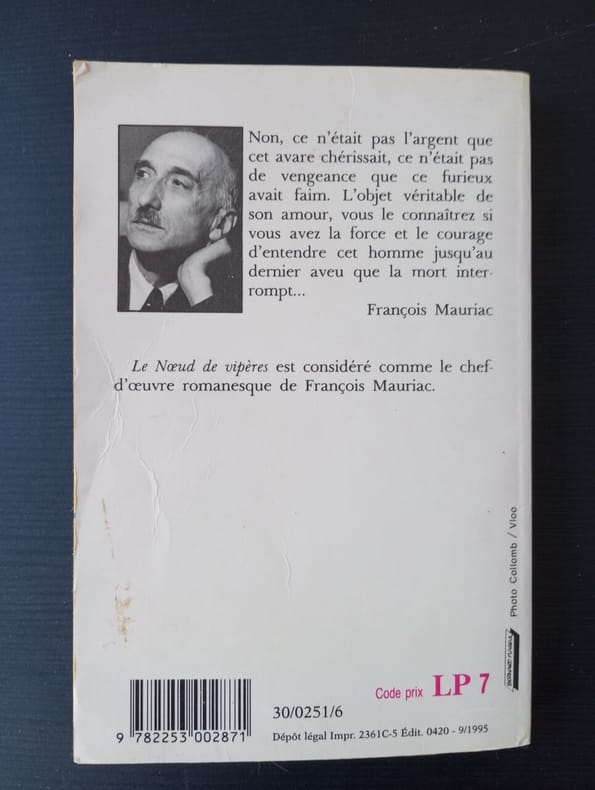 Non, ce n'était pas l'argent que
cet avare chérissait, ce n'était pas
de vengeance que ce furieux
avait faim. L'objet véritable de
son amour, vous le connaîtrez si
vous avez la force et le courage
d'entendre cet homme jusqu'au
dernier aveu que la mort inter-
rompt...
François Mauriac
Le Nœud de vipères est considéré comme le chef-
d'œuvre romanesque de François Mauriac.
Photo Collomb / Vloo
Code prix LP 7
30/0251/6
9 782253 002871
Dépôt légal Impr. 2361C-5 Édit. 0420 - 9/1995